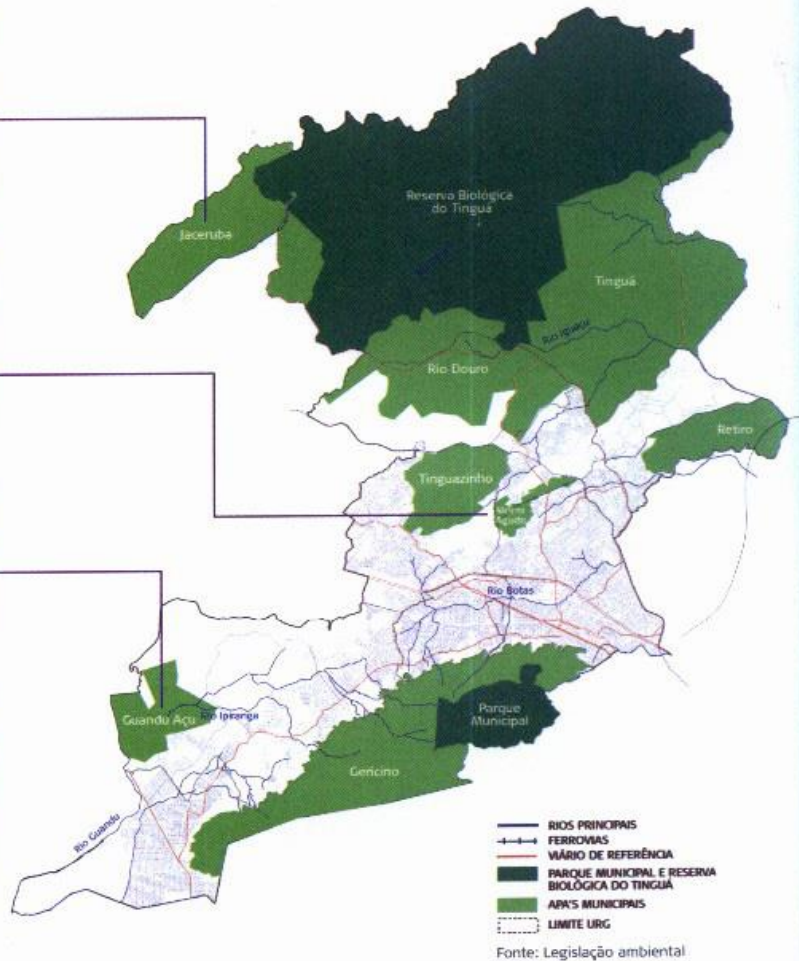 Reserva Biológica
do Tinguá
Jaceruba
Tinguá
Rio Iguaçu
Rio Douro
Retiro
Tinguazinho
Rio Botas
Guandu Açu
Rio Ipiranga
Parque
Municipal
Gericino
Rio Guandu
RIOS PRINCIPAIS
FERROVIAS
VIÁRIO DE REFERÊNCIA
PARQUE MUNICIPAL E RESERVA
BIOLÓGICA DO TINGUÁ
APA'S MUNICIPAIS
LIMITE URG
Fonte: Legislação ambiental